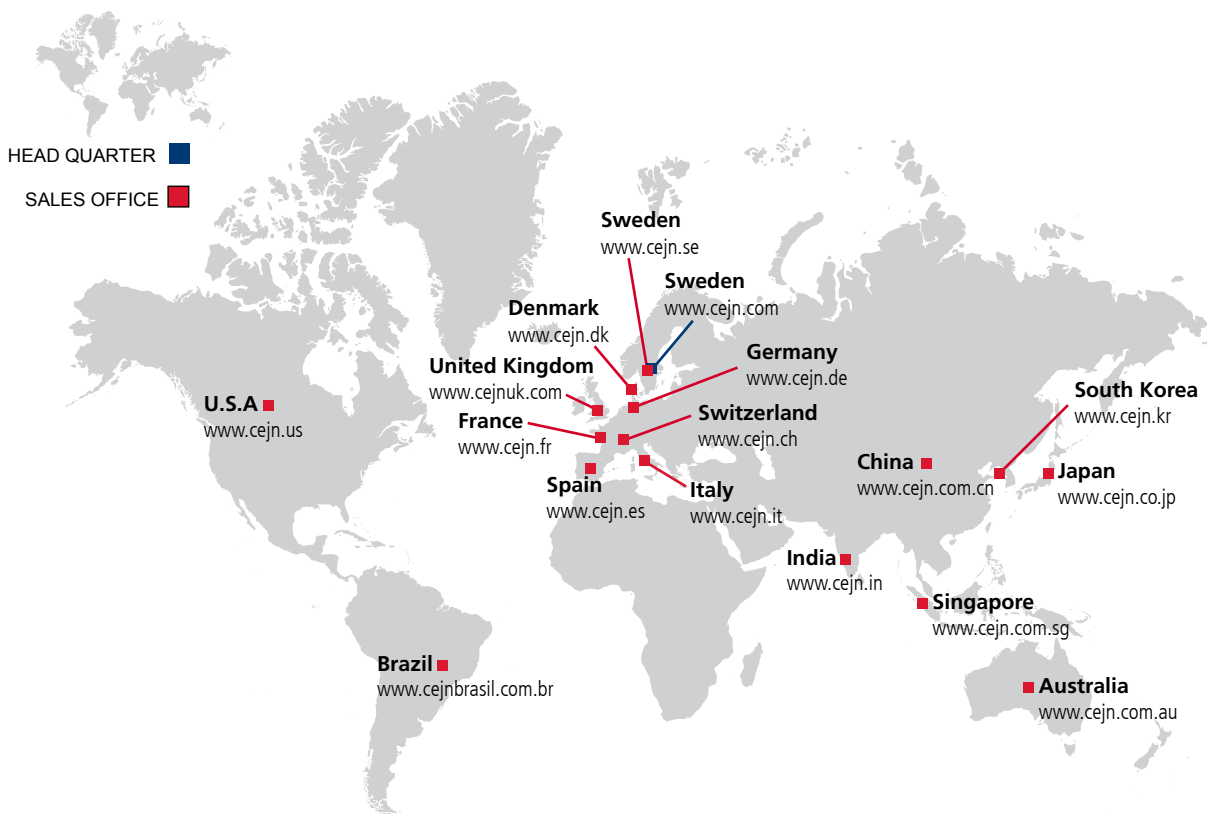 HEAD QUARTER
SALES OFFICE
Sweden
www.cejn.se
Sweden
www.cejn.com
Denmark
www.cejn.dk
Germany
www.cejn.de
United Kingdom
www.cejnuk.com
U.S.A
www.cejn.us
France
www.cejn.fr
Switzerland
www.cejn.ch
South Korea
www.cejn.kr
China
www.cejn.com.cn
Japan
www.cejn.co.jp
Spain
www.cejn.es
Italy
www.cejn.it
India
www.cejn.in
Singapore
www.cejn.com.sg
Brazil
www.cejnbrasil.com.br
Australia
www.cejn.com.au